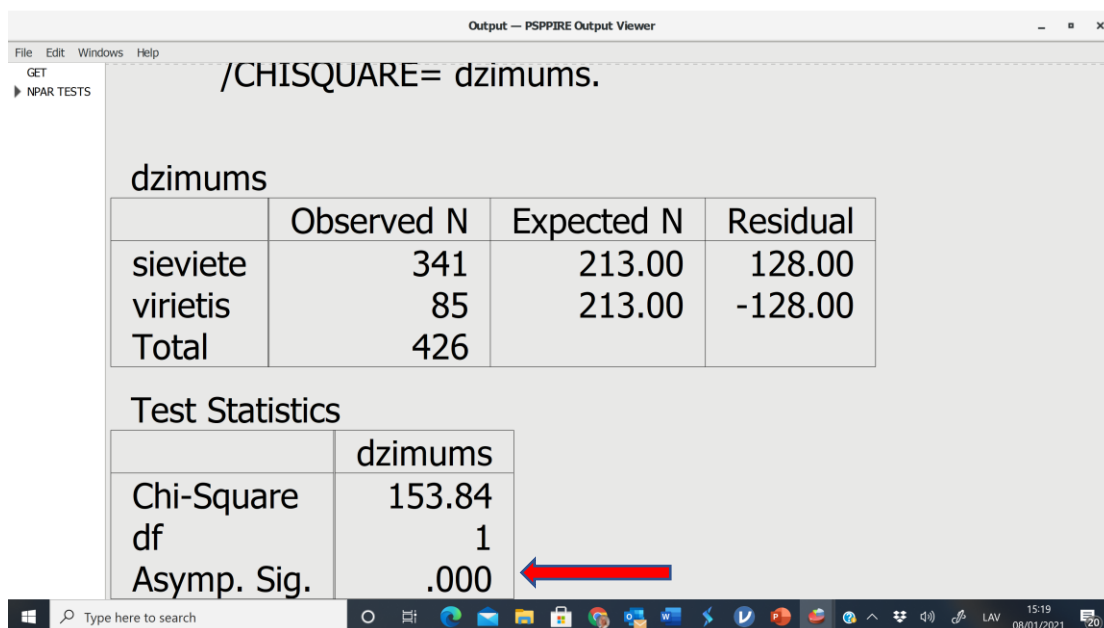 Output — PSPPIRE Output Viewer
File Edit Windows Help
GET
NPAR TESTS
/CHISQUARE= dzimums.
dzimums
Observed N Expected N Residual
sieviete 341 213.00 128.00
virietis 85 213.00 -128.00
Total 426
Test Statistics
dzimums
Chi-Square 153.84
df 1
Asymp. Sig. .000
Type here to search
LAV
15:19
08/01/2021
20